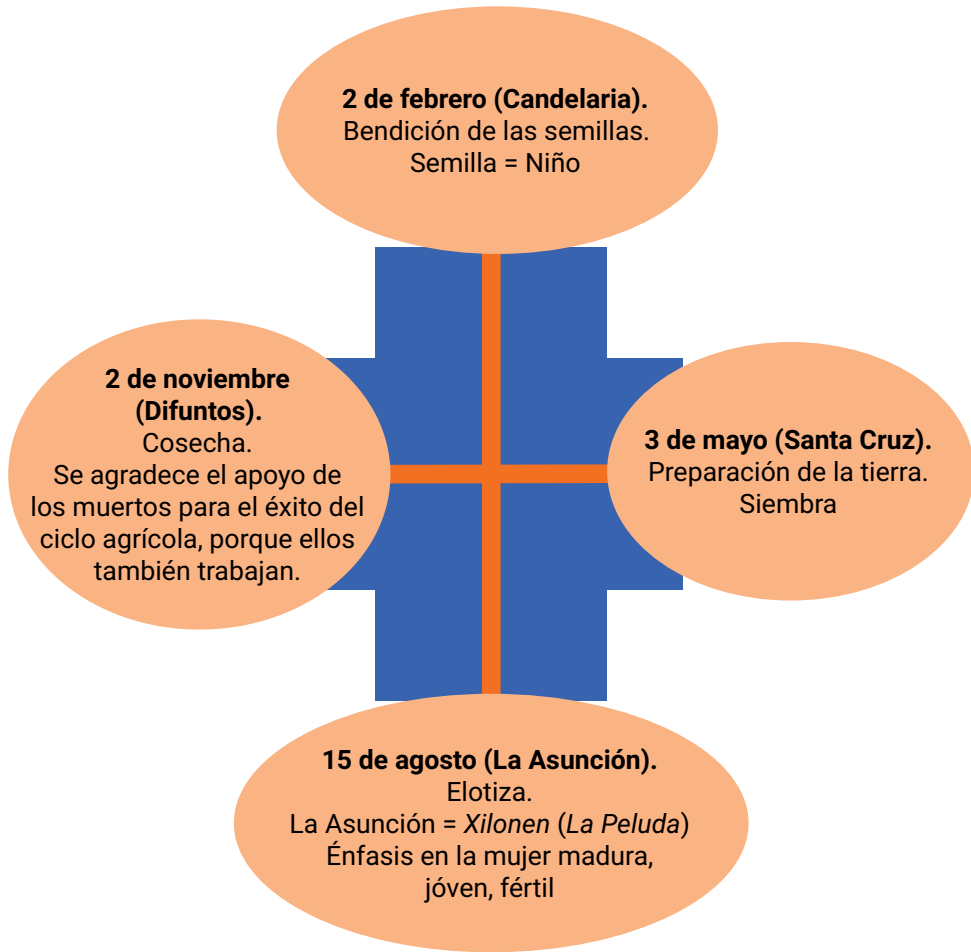 2 de febrero (Candelaria).
Bendición de las semillas.
Semilla = Niño
2 de noviembre
(Difuntos).
Cosecha.
Se agradece el apoyo de
los muertos para el éxito del
ciclo agrícola, porque ellos
también trabajan.
3 de mayo (Santa Cruz).
Preparación de la tierra.
Siembra
15 de agosto (La Asunción).
Elotiza.
La Asunción = Xilonen (La Peluda)
Énfasis en la mujer madura,
jóven, fértil